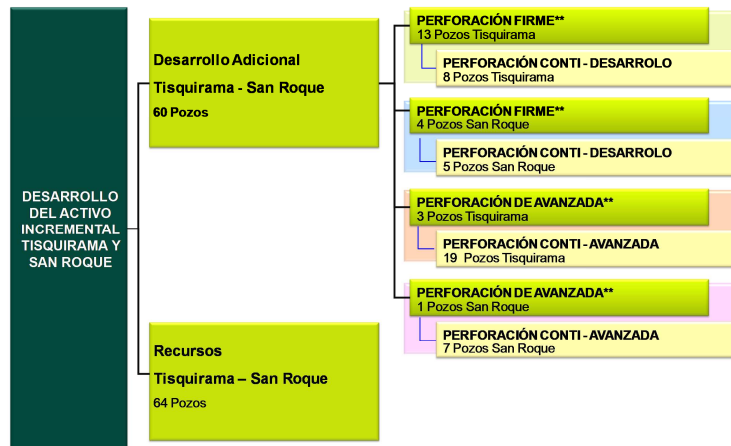 DESARROLLO
DEL ACTIVO
INCREMENTAL
TISQUIRAMA Y
SAN ROQUE
Desarrollo Adicional
Tisquirama - San Roque
60 Pozos
Recursos
Tisquirama – San Roque
64 Pozos
PERFORACIÓN FIRME**
13 Pozos Tisquirama
PERFORACIÓN CONTI - DESARROLO
8 Pozos Tisquirama
PERFORACIÓN FIRME**
4 Pozos San Roque
PERFORACIÓN CONTI - DESARROLO
5 Pozos San Roque
PERFORACIÓN DE AVANZADA**
3 Pozos Tisquirama
PERFORACIÓN CONTI - AVANZADA
19 Pozos Tisquirama
PERFORACIÓN DE AVANZADA**
1 Pozos San Roque
PERFORACIÓN CONTI - AVANZADA
7 Pozos San Roque